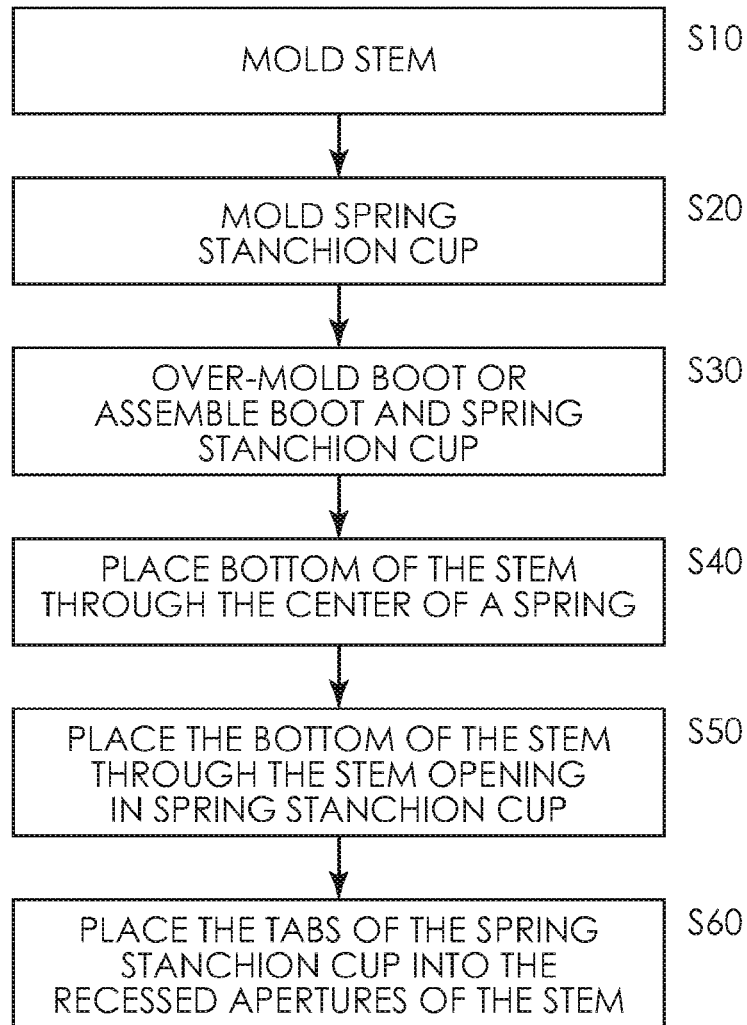 MOLD STEM
S10
MOLD SPRING
STANCHION CUP
S20
OVER-MOLD BOOT OR
ASSEMBLE BOOT AND SPRING
STANCHION CUP
S30
PLACE BOTTOM OF THE STEM
THROUGH THE CENTER OF A SPRING
S40
PLACE THE BOTTOM OF THE STEM
THROUGH THE STEM OPENING
IN SPRING STANCHION CUP
S50
PLACE THE TABS OF THE SPRING
STANCHION CUP INTO THE
RECESSED APERTURES OF THE STEM
S60